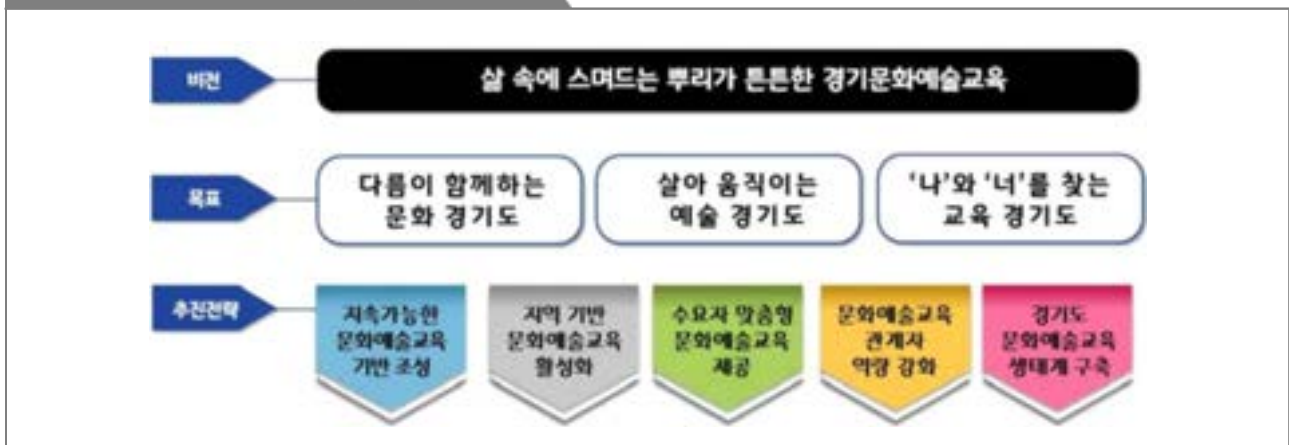 비전
살 속에 스며드는 뿌리가 튼튼한 경기문화예술교육
목표
다름이 함께하는
문화 경기도
살아 움직이는
예술 경기도
‘나’와 ‘너’를 찾는
교육 경기도
추진전략
지속가능한
문화예술교육
기반 조성
지역 기반
문화예술교육
활성화
수요자 맞춤형
문화예술교육
제공
문화예술교육
관계자
역량 강화
경기도
문화예술교육
생태계 구축